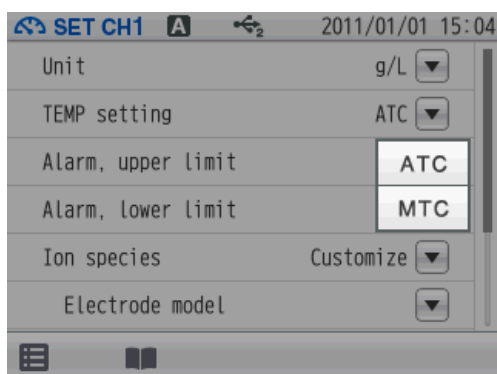 SET CH1 A 2 2011/01/01 15:04
Unit g/L
TEMP setting ATC
Alarm, upper limit ATC
Alarm, lower limit MTC
Ion species Customize
Electrode model